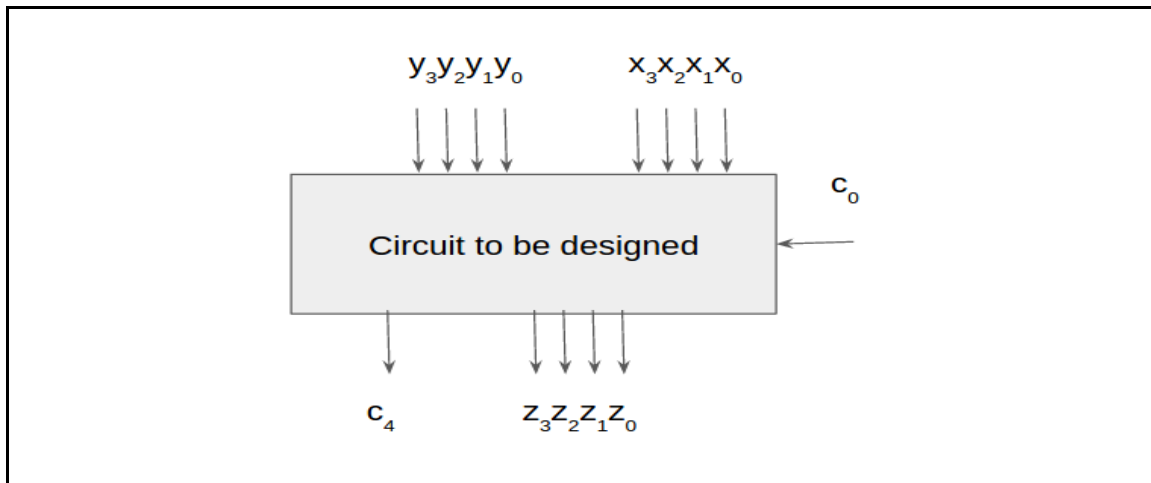 y₃y₂y₁y₀ x₃x₂x₁x₀
c₀
Circuit to be designed
c₄ z₃z₂z₁z₀